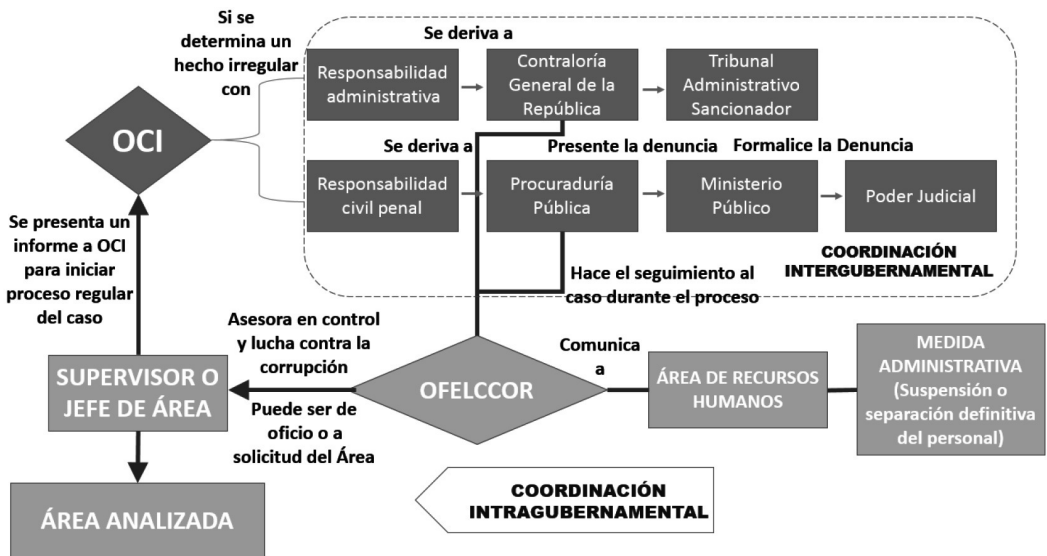 Si se
determina un
hecho irregular
con
Se deriva a
Responsabilidad
administrativa
Contraloría
General de la
República
Tribunal
Administrativo
Sancionador
OCI
Se deriva a
Presente la denuncia
Formalice la Denuncia
Responsabilidad
civil penal
Procuraduría
Pública
Ministerio
Público
Poder Judicial
COORDINACIÓN
INTERGUBERNAMENTAL
Se presenta un
informe a OCI
para iniciar
proceso regular
del caso
Hace el seguimiento al
caso durante el proceso
Asesora en control
y lucha contra la
corrupción
SUPERVISOR O
JEFE DE ÁREA
Puede ser de
oficio o a
solicitud del Área
OFELCCOR
Comunica
a
ÁREA DE RECURSOS
HUMANOS
MEDIDA
ADMINISTRATIVA
(Suspensión o
separación definitiva
del personal)
ÁREA ANALIZADA
COORDINACIÓN
INTRAGUBERNAMENTAL